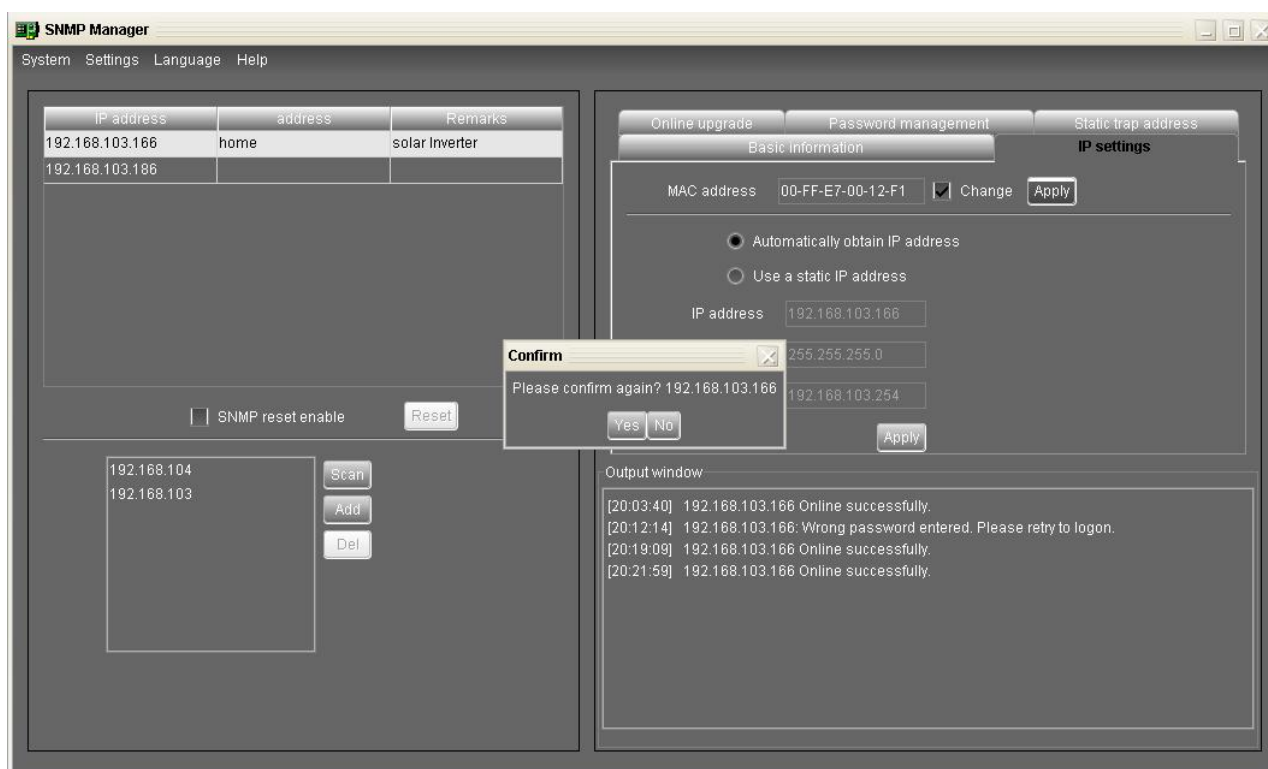 SNMP Manager
System Settings Language Help
IP address address Remarks
192.168.103.166 home solar Inverter
192.168.103.186
SNMP reset enable Reset
192.168.104
192.168.103
Scan
Add
Del
Online upgrade Password management Static trap address
Basic information IP settings
MAC address 00-FF-E7-00-12-F1 Change Apply
Automatically obtain IP address
Use a static IP address
IP address 192.168.103.166
255.255.255.0
192.168.103.254
Apply
Confirm
Please confirm again? 192.168.103.166
Yes No
Output window
[20:03:40] 192.168.103.166 Online successfully.
[20:12:14] 192.168.103.166: Wrong password entered. Please retry to logon.
[20:19:09] 192.168.103.166 Online successfully.
[20:21:59] 192.168.103.166 Online successfully.